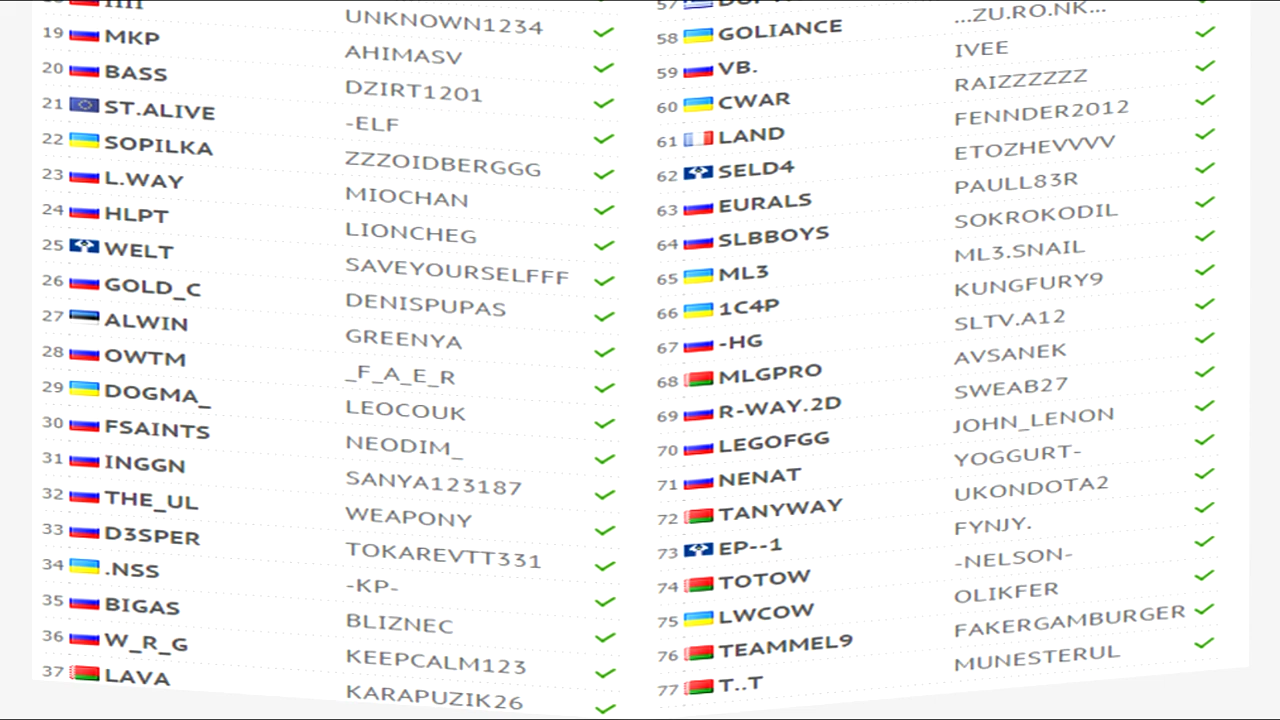 UNKNOWN1234
19 MKP AHIMASV
20 BASS DZIRT1201
21 ST.ALIVE -ELF
22 SOPILKA ZZZOIDBERGGG
23 L.WAY MIOCHAN
24 HLPT LIONCHEG
25 WELT SAVEYOURSELFFF
26 GOLD_C DENISPUPAS
27 ALWIN GREENYA
28 OWTM _F_A_E_R
29 DOGMA_ LEOCOUK
30 FSAINTS NEODIM_
31 INGGN SANYA123187
32 THE_UL WEAPONY
33 D3SPER TOKAREVTT331
34 .NSS -KP-
35 BIGAS BLIZNEC
36 W_R_G KEEPCALM123
37 LAVA KARAPUZIK26
57
58 GOLIANCE ...ZU.RO.NK...
59 VB. IVEE
60 CWAR RAIZZZZZZ
61 LAND FENNDER2012
62 SELD4 ETOZHEVVVV
63 EURALS PAULL83R
64 SLBBOYS SOKROKODIL
65 ML3 ML3.SNAIL
66 1C4P KUNGFURY9
67 -HG SLTV.A12
68 MLGPRO AVSANEK
69 R-WAY.2D SWEAB27
70 LEGOFGG JOHN_LENON
71 NENAT YOGGURT-
72 TANYWAY UKONDOTA2
73 EP--1 FYNJY.
74 TOTOW -NELSON-
75 LWCOW OLIKFER
76 TEAMMEL9 FAKERGAMBURGER
77 T..T MUNESTERUL